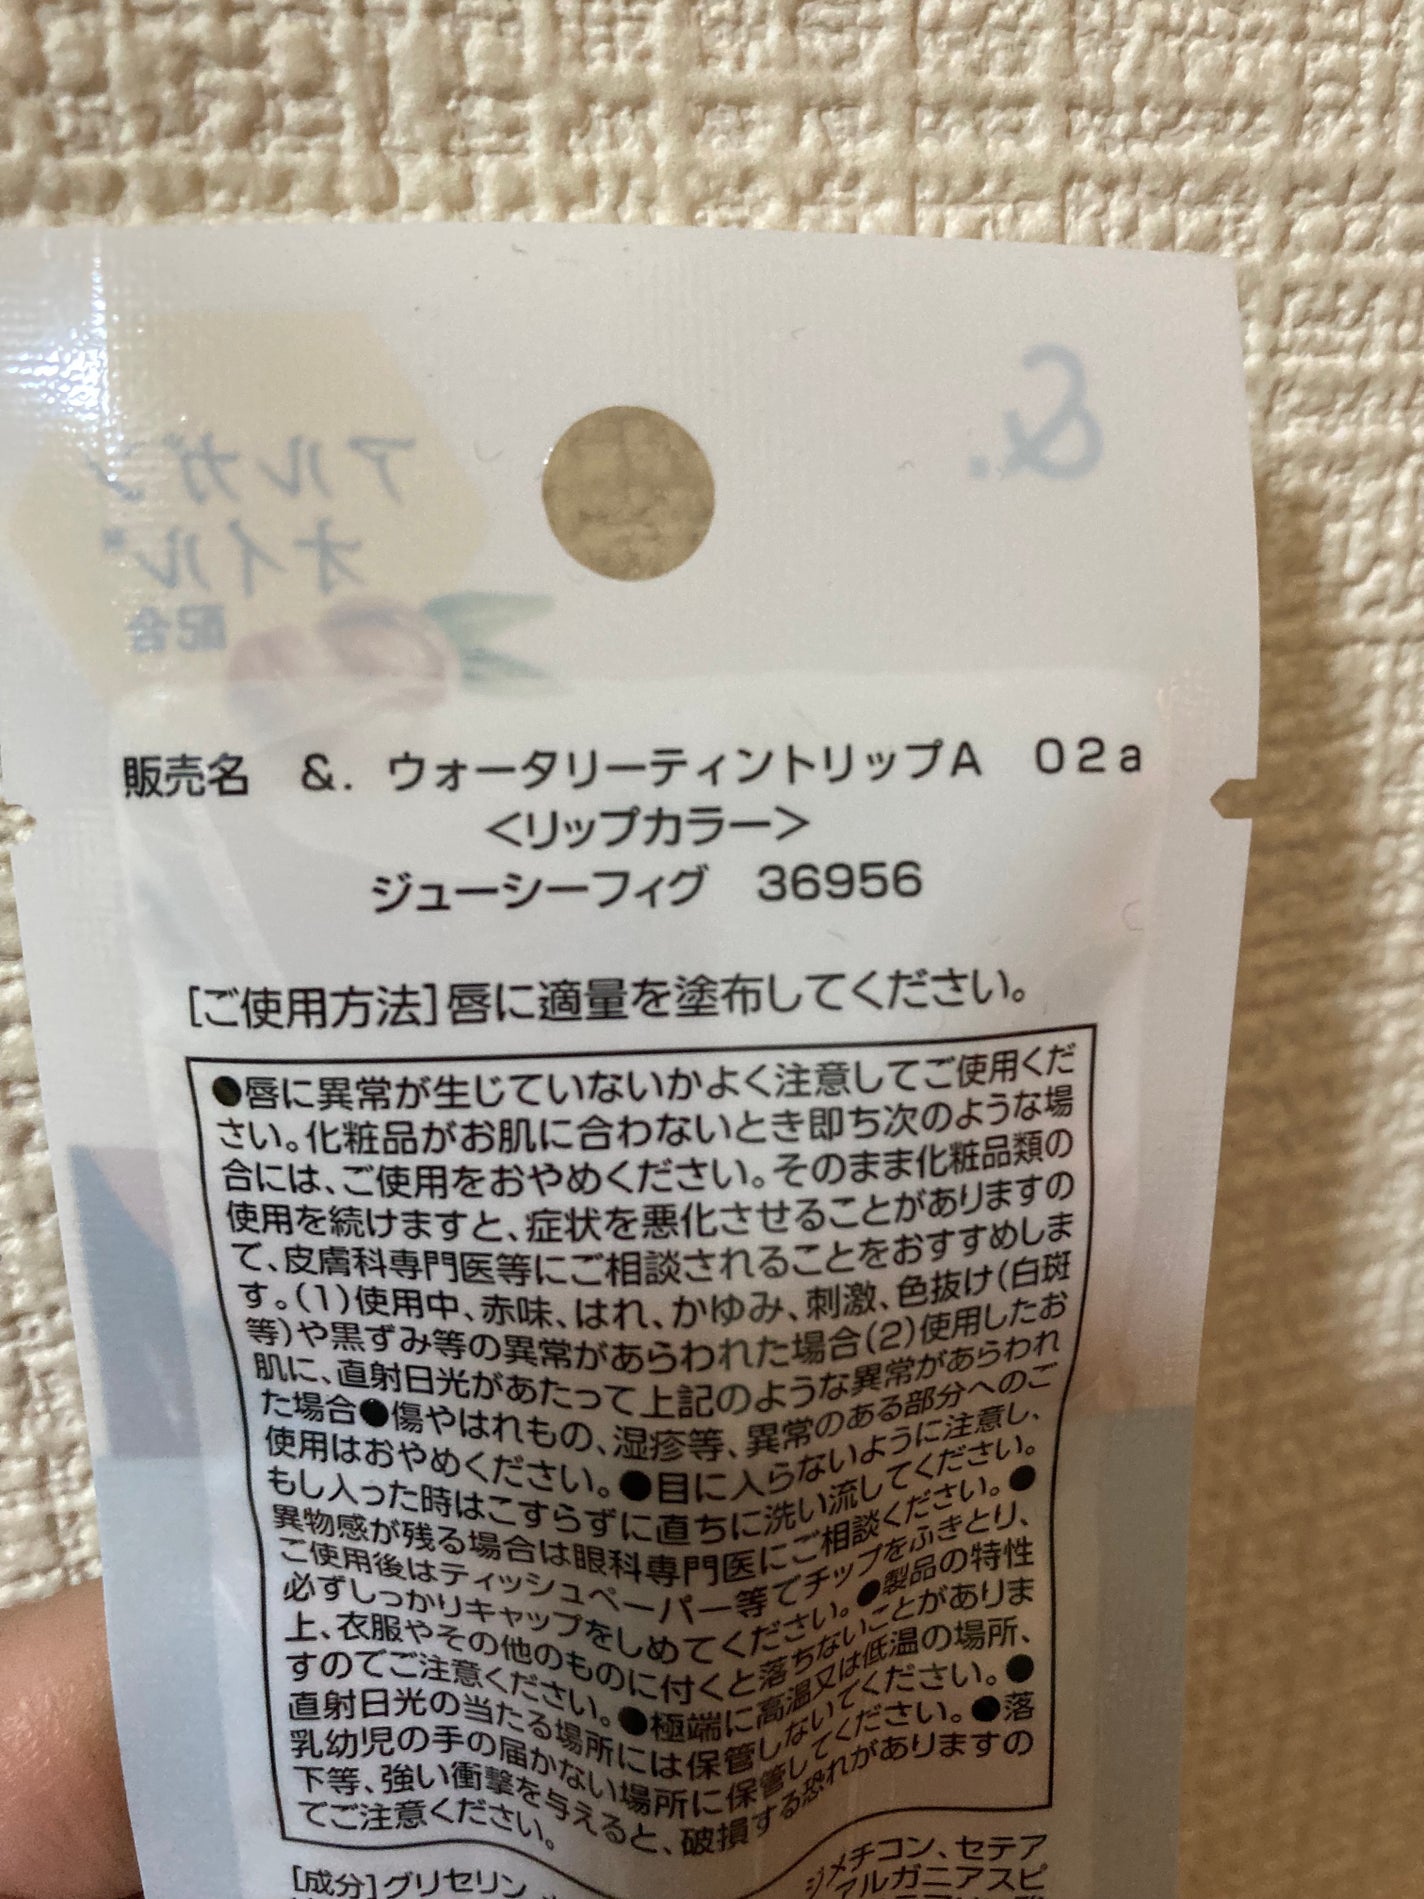 &.
アルガン
オイル*
配合
販売名　&. ウォータリーティントリップA　02a
<リップカラー>
ジューシーフィグ　36956
[ご使用方法]唇に適量を塗布してください。
●唇に異常が生じていないかよく注意してご使用くだ
さい。化粧品がお肌に合わないとき即ち次のような場
合には、ご使用をおやめください。そのまま化粧品類の
使用を続けますと、症状を悪化させることがありますの
で、皮膚科専門医等にご相談されることをおすすめしま
す。(1)使用中、赤味、はれ、かゆみ、刺激、色抜け(白斑
等)や黒ずみ等の異常があらわれた場合(2)使用したお
肌に、直射日光があたって上記のような異常があらわれ
た場合●傷やはれもの、湿疹等、異常のある部分へのご
使用はおやめください。●目に入らないように注意し、
もし入った時はこすらずに直ちに洗い流してください。
異物感が残る場合は眼科専門医にご相談ください。●
ご使用後はティッシュペーパー等でチップをふきとり、
必ずしっかりキャップをしめてください。●製品の特性
上、衣服やその他のものに付くと落ちないことがありま
すのでご注意ください。●極端に高温又は低温の場所、
直射日光の当たる場所には保管しないでください。●
乳幼児の手の届かない場所に保管してください。●落
下等、強い衝撃を与えると、破損する恐れがありますの
でご注意ください。
[成分]グリセリン、
ジメチコン、セテア
アルガニアスピ